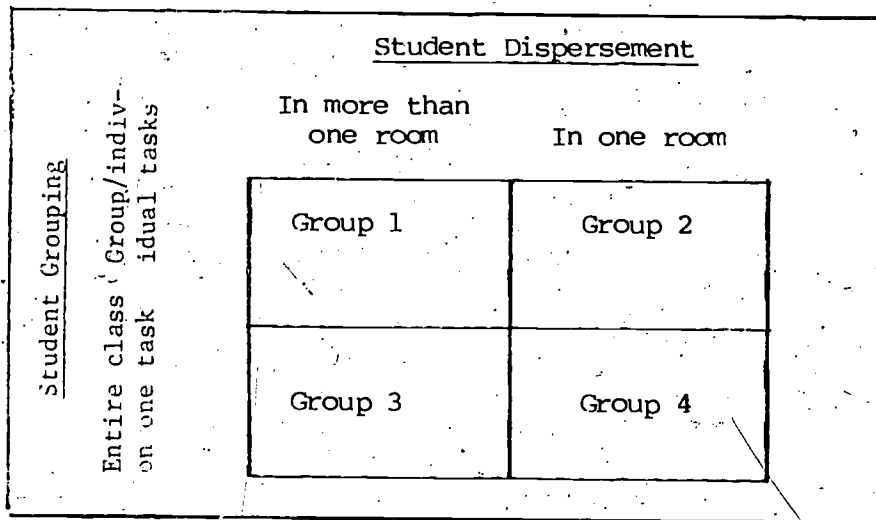 Student Dispersement
In more than
one room
In one room
Student Grouping
Group/indiv-
idual tasks
Entire class
on one task
Group 1
Group 2
Group 3
Group 4